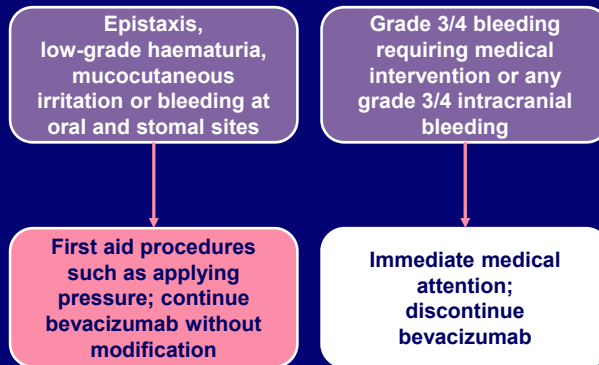 Epistaxis,
low-grade haematuria,
mucocutaneous
irritation or bleeding at
oral and stomal sites
Grade 3/4 bleeding
requiring medical
intervention or any
grade 3/4 intracranial
bleeding
First aid procedures
such as applying
pressure; continue
bevacizumab without
modification
Immediate medical
attention;
discontinue
bevacizumab